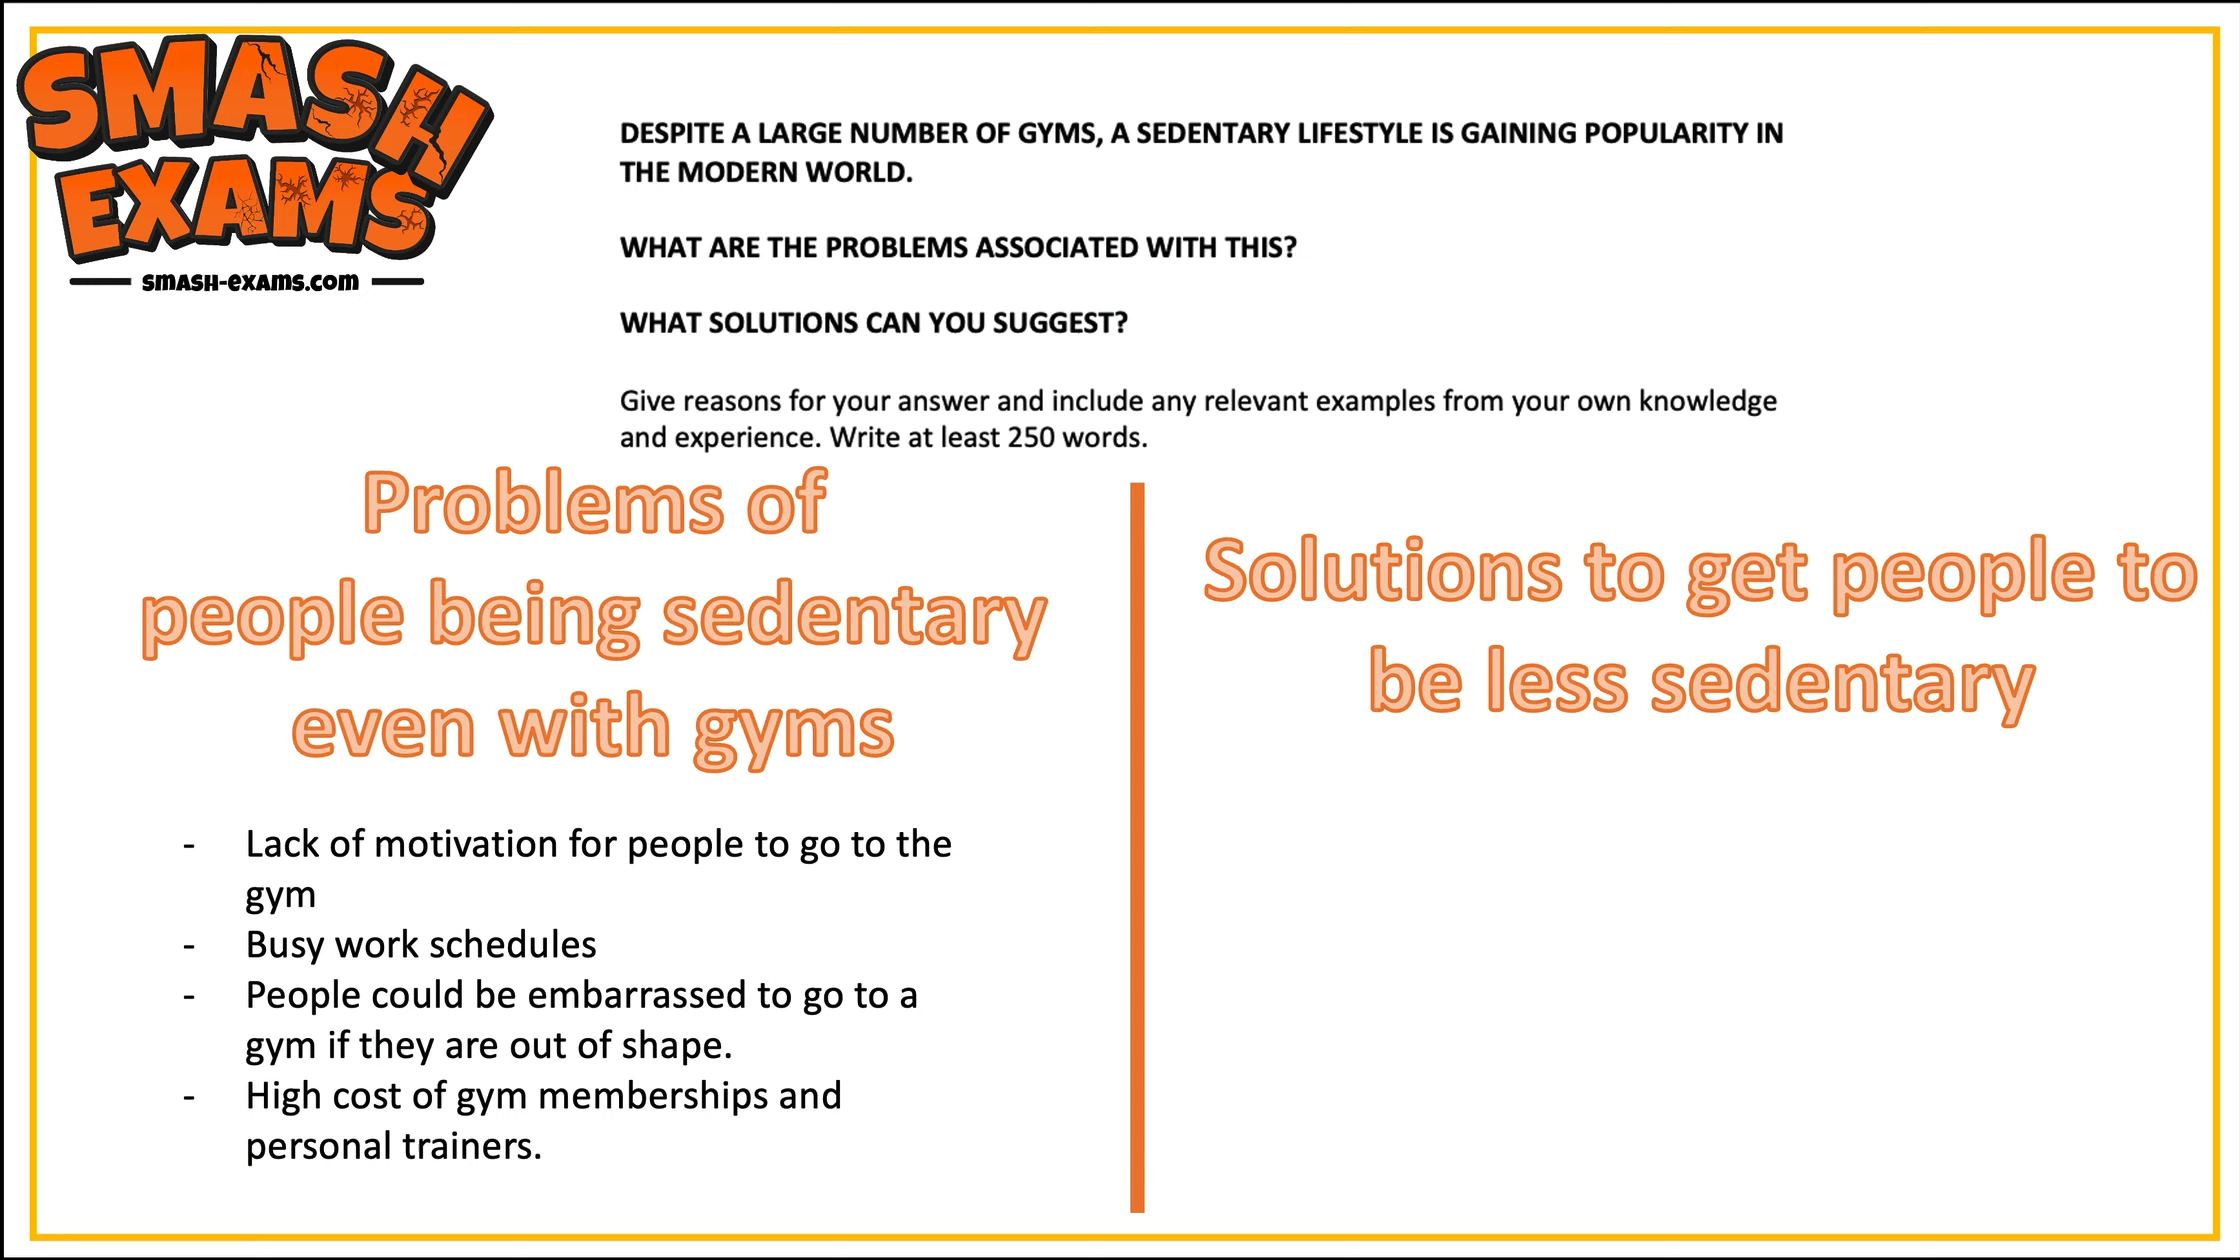 SMASH
EXAMS
smASH-exAms.com
DESPITE A LARGE NUMBER OF GYMS, A SEDENTARY LIFESTYLE IS GAINING POPULARITY IN
THE MODERN WORLD.
WHAT ARE THE PROBLEMS ASSOCIATED WITH THIS?
WHAT SOLUTIONS CAN YOU SUGGEST?
Give reasons for your answer and include any relevant examples from your own knowledge
and experience. Write at least 250 words.
Problems of
people being sedentary
even with gyms
- Lack of motivation for people to go to the
gym
- Busy work schedules
- People could be embarrassed to go to a
gym if they are out of shape.
- High cost of gym memberships and
personal trainers.
Solutions to get people to
be less sedentary